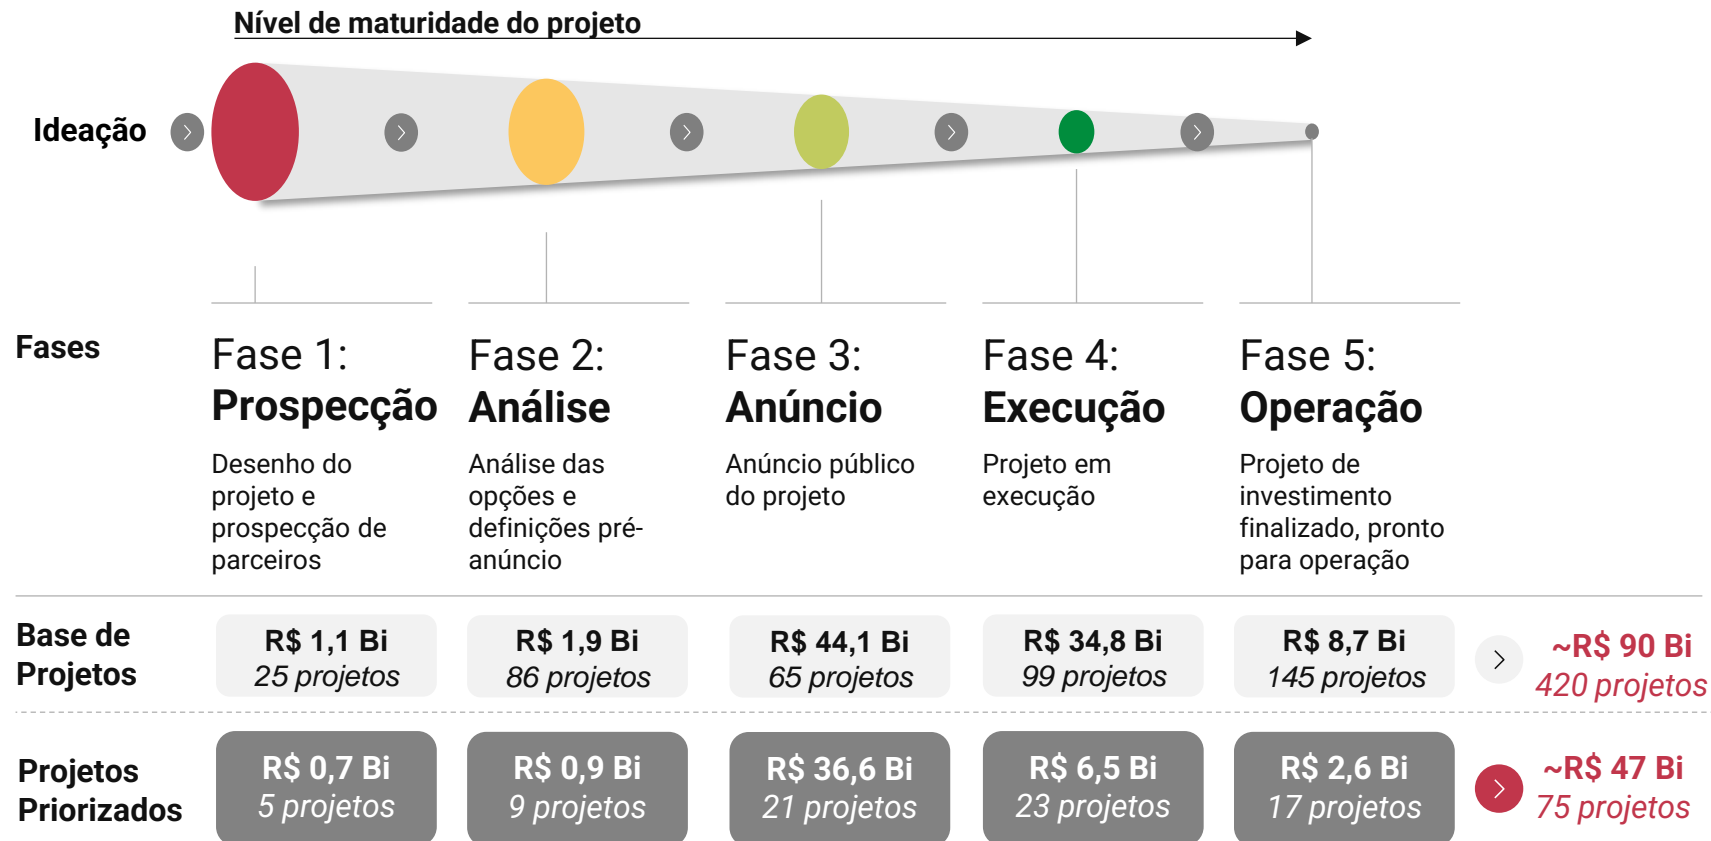 Nível de maturidade do projeto
Ideação
Fases
Fase 1:
Prospecção
Desenho do
projeto e
prospecção de
parceiros
Fase 2:
Análise
Análise das
opções e
definições pré-
anúncio
Fase 3:
Anúncio
Anúncio público
do projeto
Fase 4:
Execução
Projeto em
execução
Fase 5:
Operação
Projeto de
investimento
finalizado, pronto
para operação
Base de
Projetos
R$ 1,1 Bi
25 projetos
R$ 1,9 Bi
86 projetos
R$ 44,1 Bi
65 projetos
R$ 34,8 Bi
99 projetos
R$ 8,7 Bi
145 projetos
~R$ 90 Bi
420 projetos
Projetos
Priorizados
R$ 0,7 Bi
5 projetos
R$ 0,9 Bi
9 projetos
R$ 36,6 Bi
21 projetos
R$ 6,5 Bi
23 projetos
R$ 2,6 Bi
17 projetos
~R$ 47 Bi
75 projetos